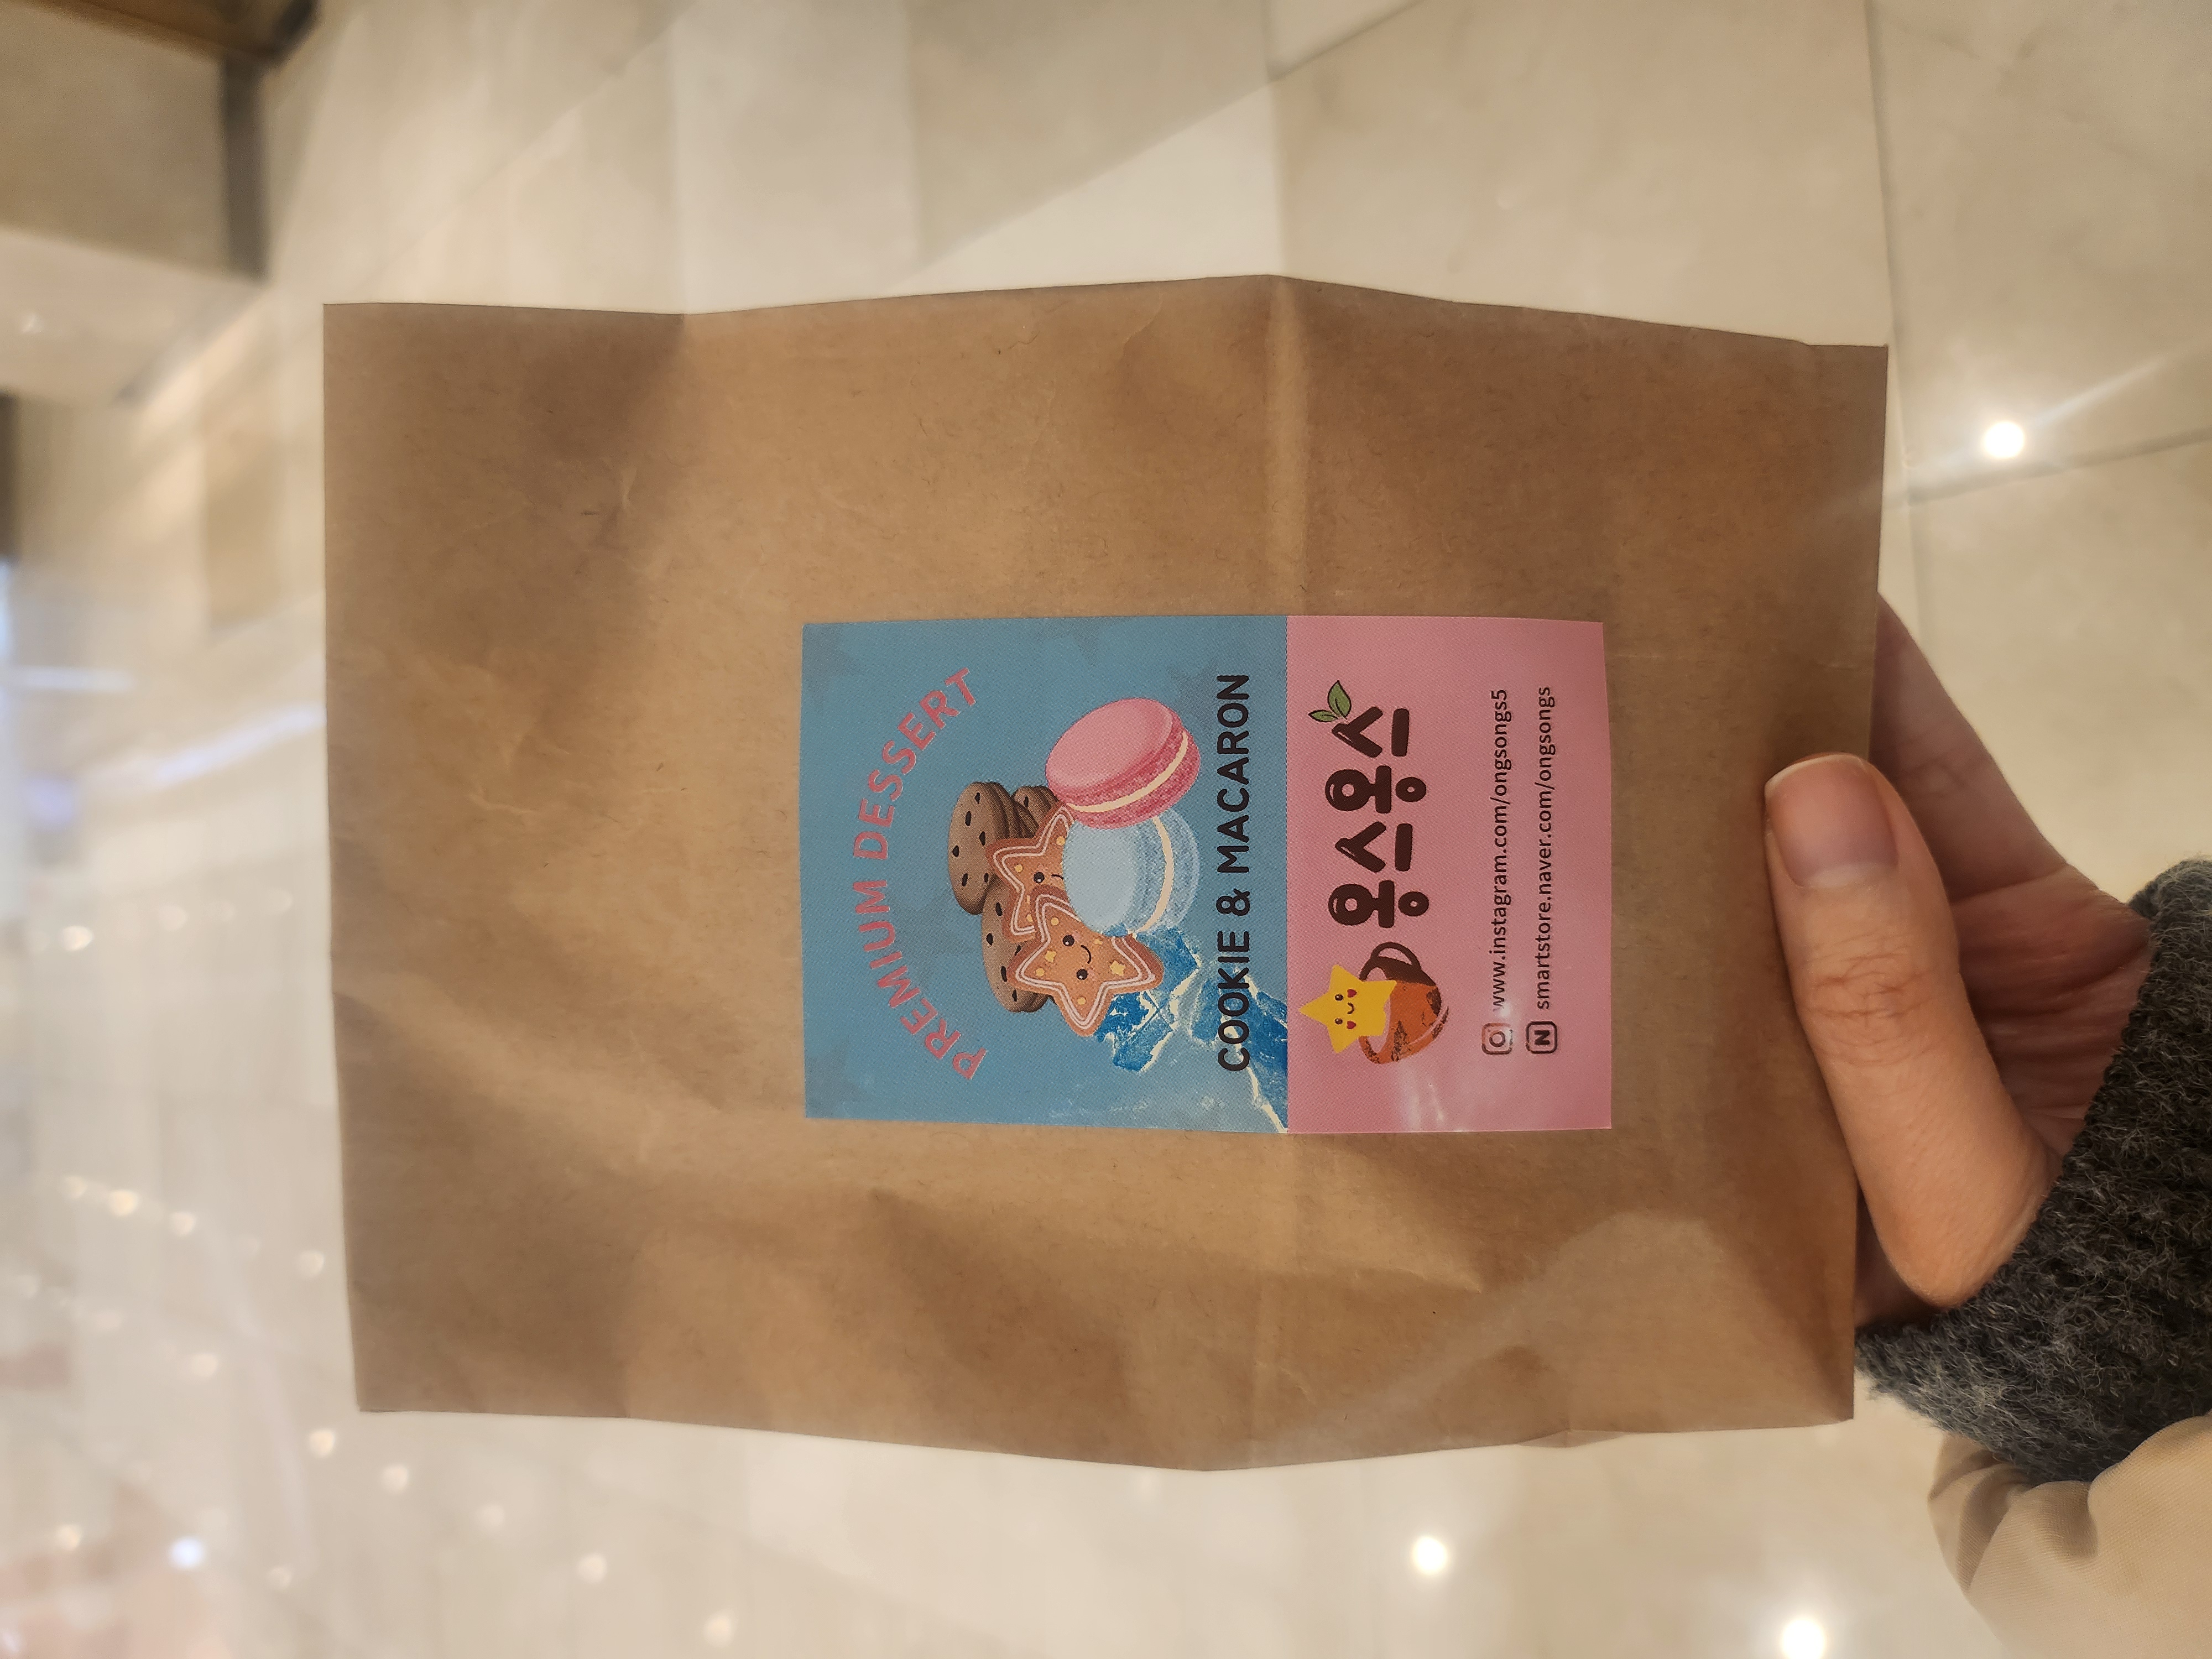 PREMIUM DESSERT
COOKIE & MACARON
옹스옹스
www.instagram.com/ongsongs5
N smartstore.naver.com/ongsongs